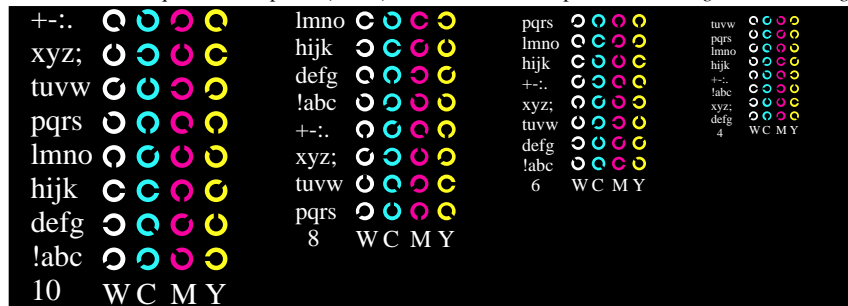 +-:.
xyz;
tuvw
pqrs
lmno
hijk
defg
!abc
10 W C M Y
lmno
hijk
defg
!abc
+-:.
xyz;
tuvw
pqrs
8 W C M Y
pqrs
lmno
hijk
+-:.
xyz;
tuvw
defg
!abc
6 W C M Y
tuvw
pqrs
lmno
hijk
+-:.
!abc
xyz;
defg
4 W C M Y